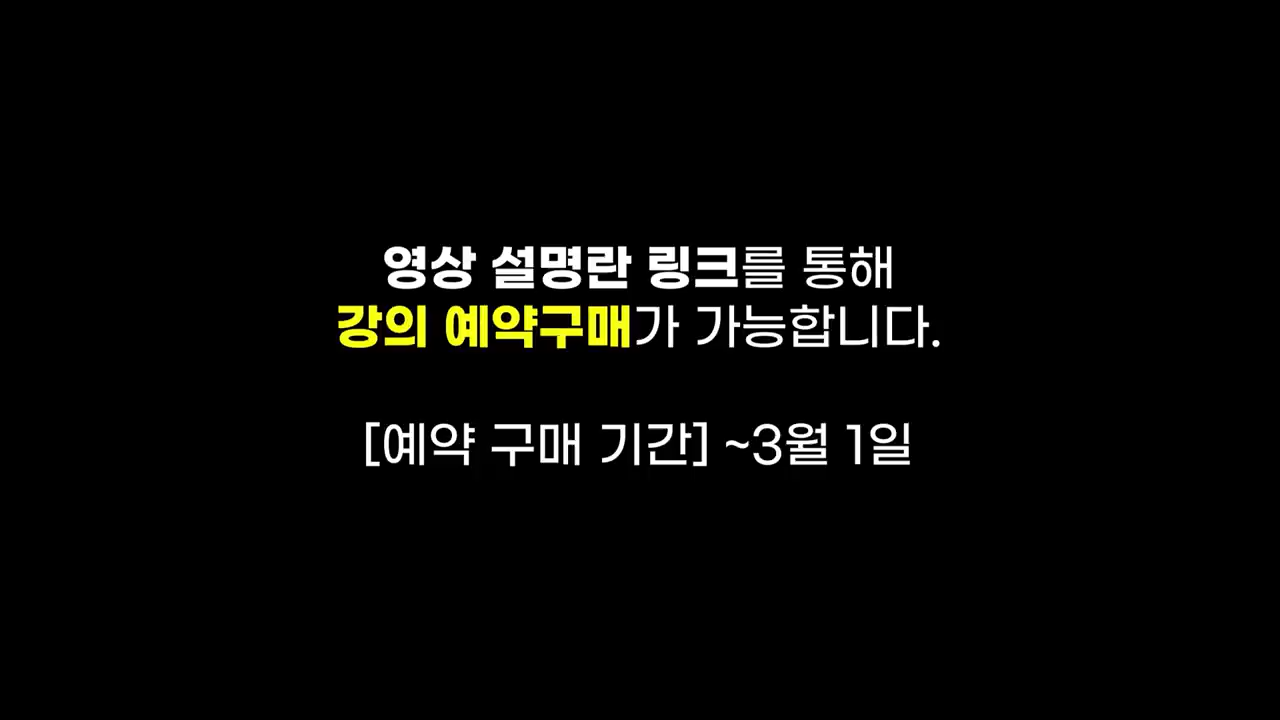 영상 설명란 링크를 통해
강의 예약구매가 가능합니다.
[예약 구매 기간] ~3월 1일